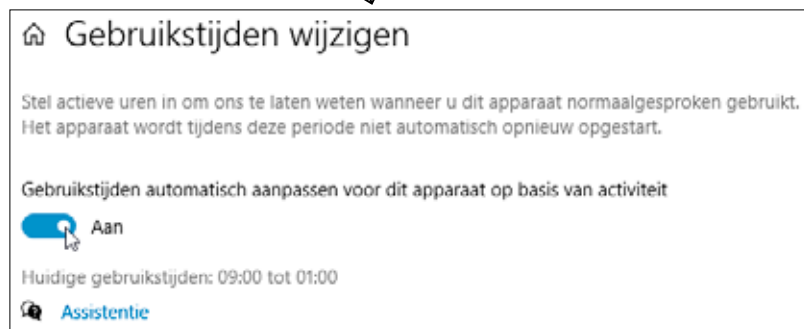 Gebruikstijden wijzigen
Stel actieve uren in om ons te laten weten wanneer u dit apparaat normaalgesproken gebruikt.
Het apparaat wordt tijdens deze periode niet automatisch opnieuw opgestart.
Gebruikstijden automatisch aanpassen voor dit apparaat op basis van activiteit
Aan
Huidige gebruikstijden: 09:00 tot 01:00
Assistentie